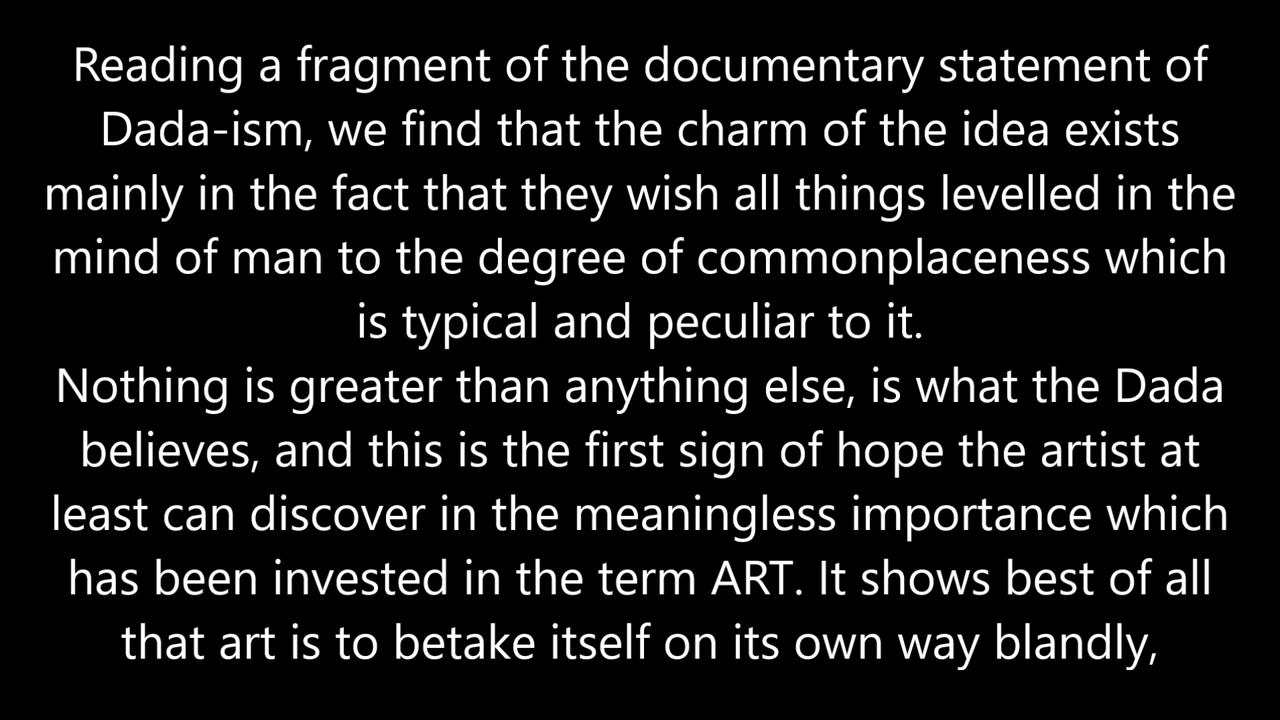 Reading a fragment of the documentary statement of
Dada-ism, we find that the charm of the idea exists
mainly in the fact that they wish all things levelled in the
mind of man to the degree of commonplaceness which
is typical and peculiar to it.
Nothing is greater than anything else, is what the Dada
believes, and this is the first sign of hope the artist at
least can discover in the meaningless importance which
has been invested in the term ART. It shows best of all
that art is to betake itself on its own way blandly,